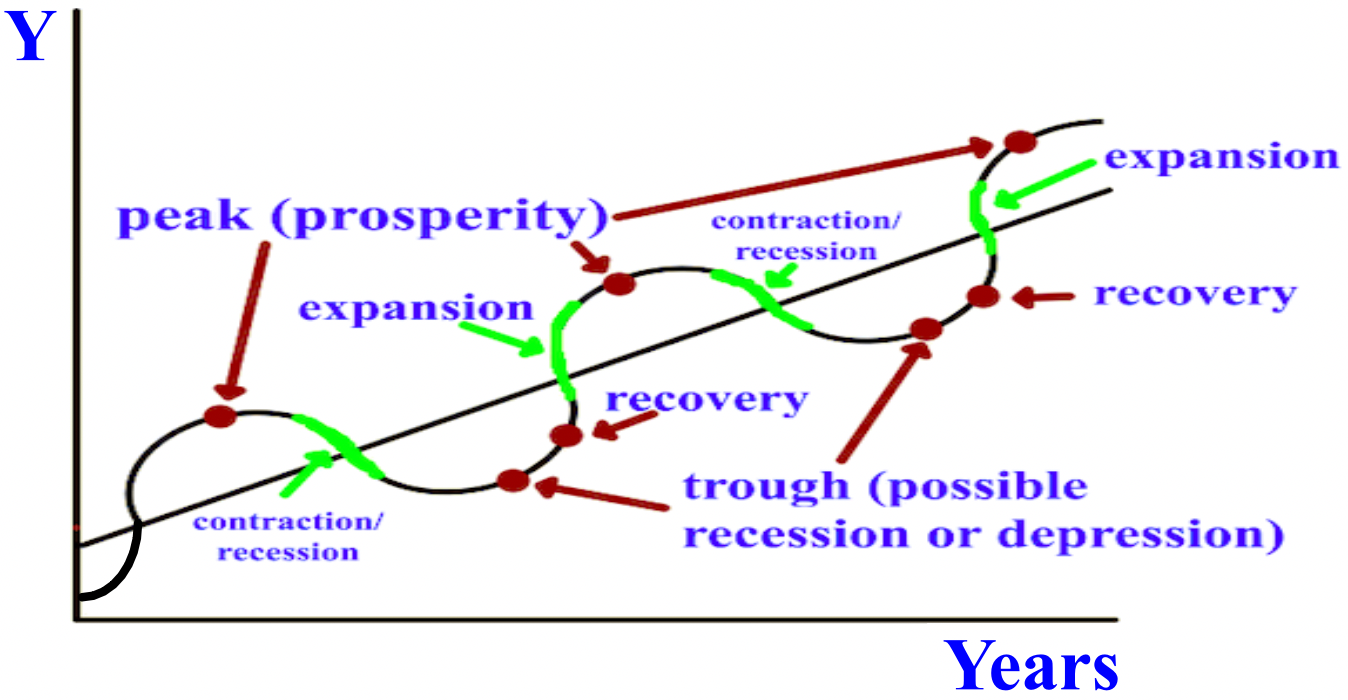 Y
expansion
peak (prosperity)
contraction/
recession
expansion
recovery
recovery
trough (possible
recession or depression)
contraction/
recession
Years